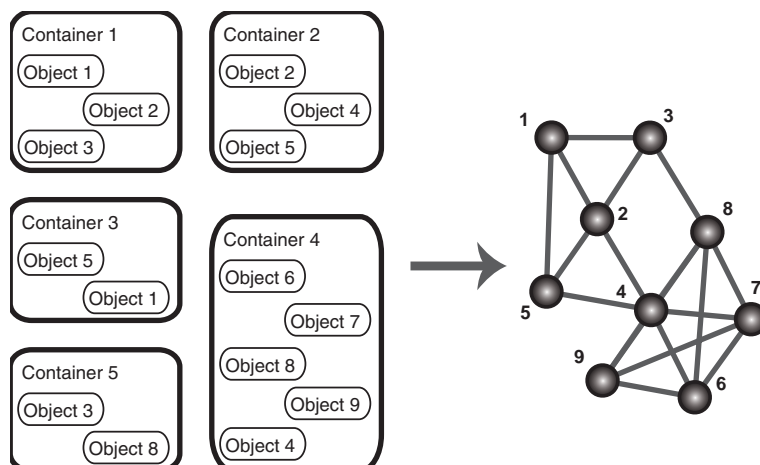 Container 1
Object 1
Object 2
Object 3
Container 2
Object 2
Object 4
Object 5
Container 3
Object 5
Object 1
Container 4
Object 6
Object 7
Object 8
Object 9
Object 4
Container 5
Object 3
Object 8
1
3
2
8
5
4
7
9
6